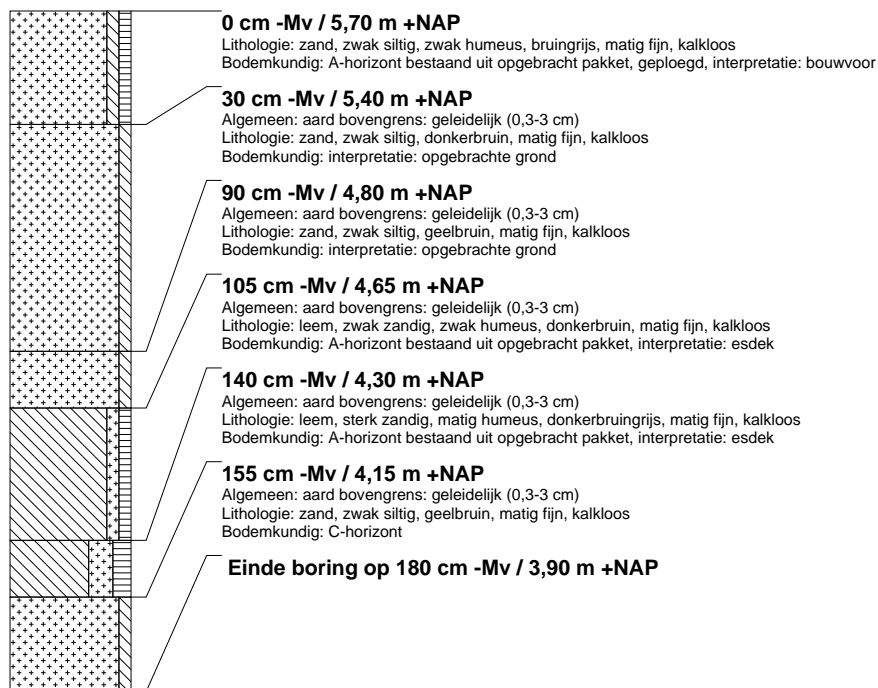 0 cm -Mv / 5,70 m +NAP
Lithologie: zand, zwak siltig, zwak humeus, bruingrijs, matig fijn, kalkloos
Bodemkundig: A-horizont bestaand uit opgebracht pakket, geploegd, interpretatie: bouwvoor
30 cm -Mv / 5,40 m +NAP
Algemeen: aard bovengrens: geleidelijk (0,3-3 cm)
Lithologie: zand, zwak siltig, donkerbruin, matig fijn, kalkloos
Bodemkundig: interpretatie: opgebrachte grond
90 cm -Mv / 4,80 m +NAP
Algemeen: aard bovengrens: geleidelijk (0,3-3 cm)
Lithologie: zand, zwak siltig, geelbruin, matig fijn, kalkloos
Bodemkundig: interpretatie: opgebrachte grond
105 cm -Mv / 4,65 m +NAP
Algemeen: aard bovengrens: geleidelijk (0,3-3 cm)
Lithologie: leem, zwak zandig, zwak humeus, donkerbruin, matig fijn, kalkloos
Bodemkundig: A-horizont bestaand uit opgebracht pakket, interpretatie: esdek
140 cm -Mv / 4,30 m +NAP
Algemeen: aard bovengrens: geleidelijk (0,3-3 cm)
Lithologie: leem, sterk zandig, matig humeus, donkerbruingrijs, matig fijn, kalkloos
Bodemkundig: A-horizont bestaand uit opgebracht pakket, interpretatie: esdek
155 cm -Mv / 4,15 m +NAP
Algemeen: aard bovengrens: geleidelijk (0,3-3 cm)
Lithologie: zand, zwak siltig, geelbruin, matig fijn, kalkloos
Bodemkundig: C-horizont
Einde boring op 180 cm -Mv / 3,90 m +NAP